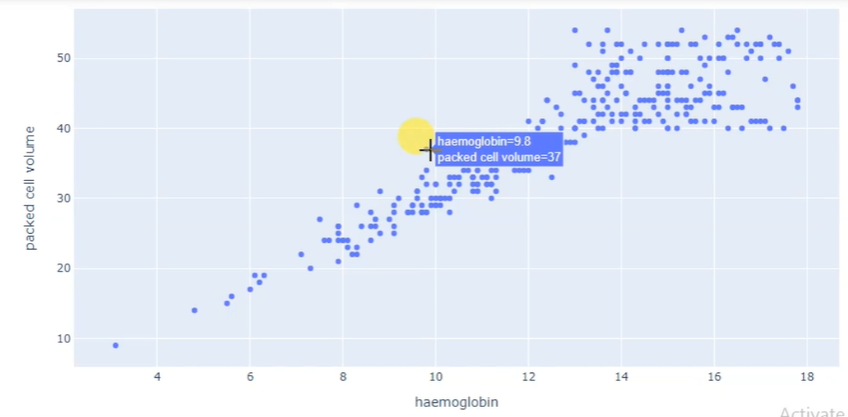 50
40
30
20
10
packed cell volume
haemoglobin=9.8
packed cell volume=37
4 6 8 10 12 14 16 18
haemoglobin
Activate